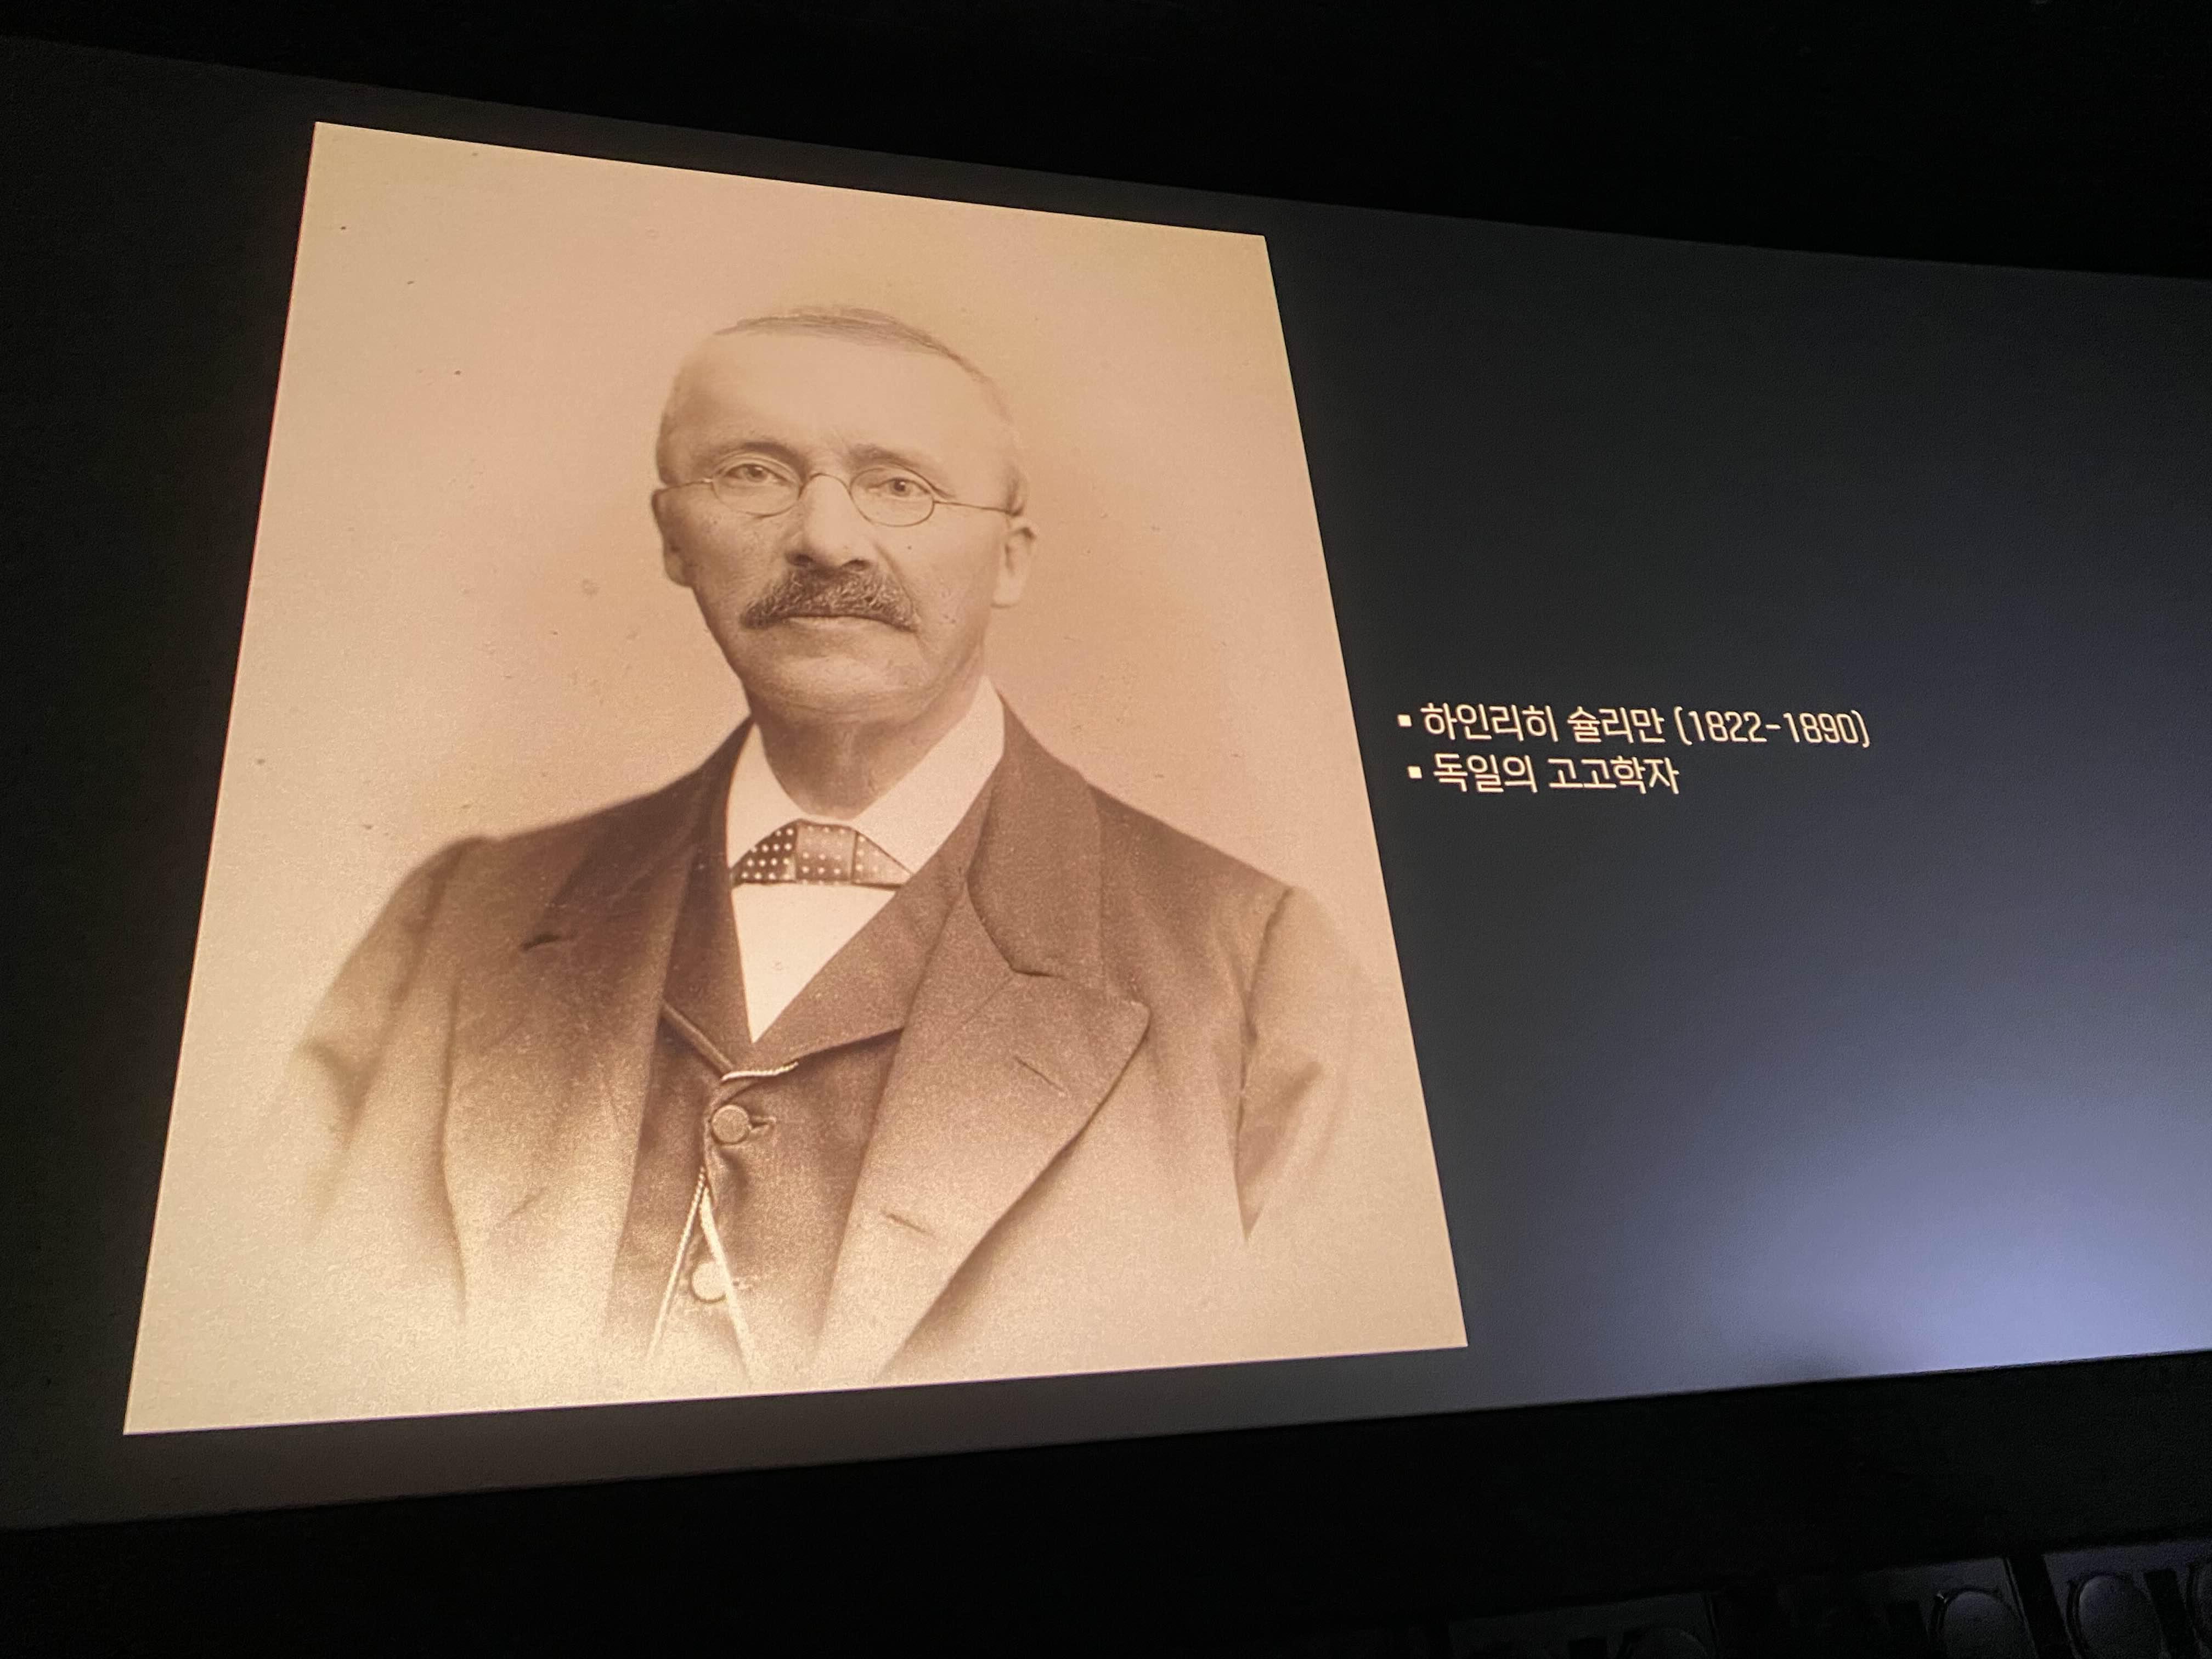 ▪ 하인리히 슐리만 (1822-1890)
▪ 독일의 고고학자